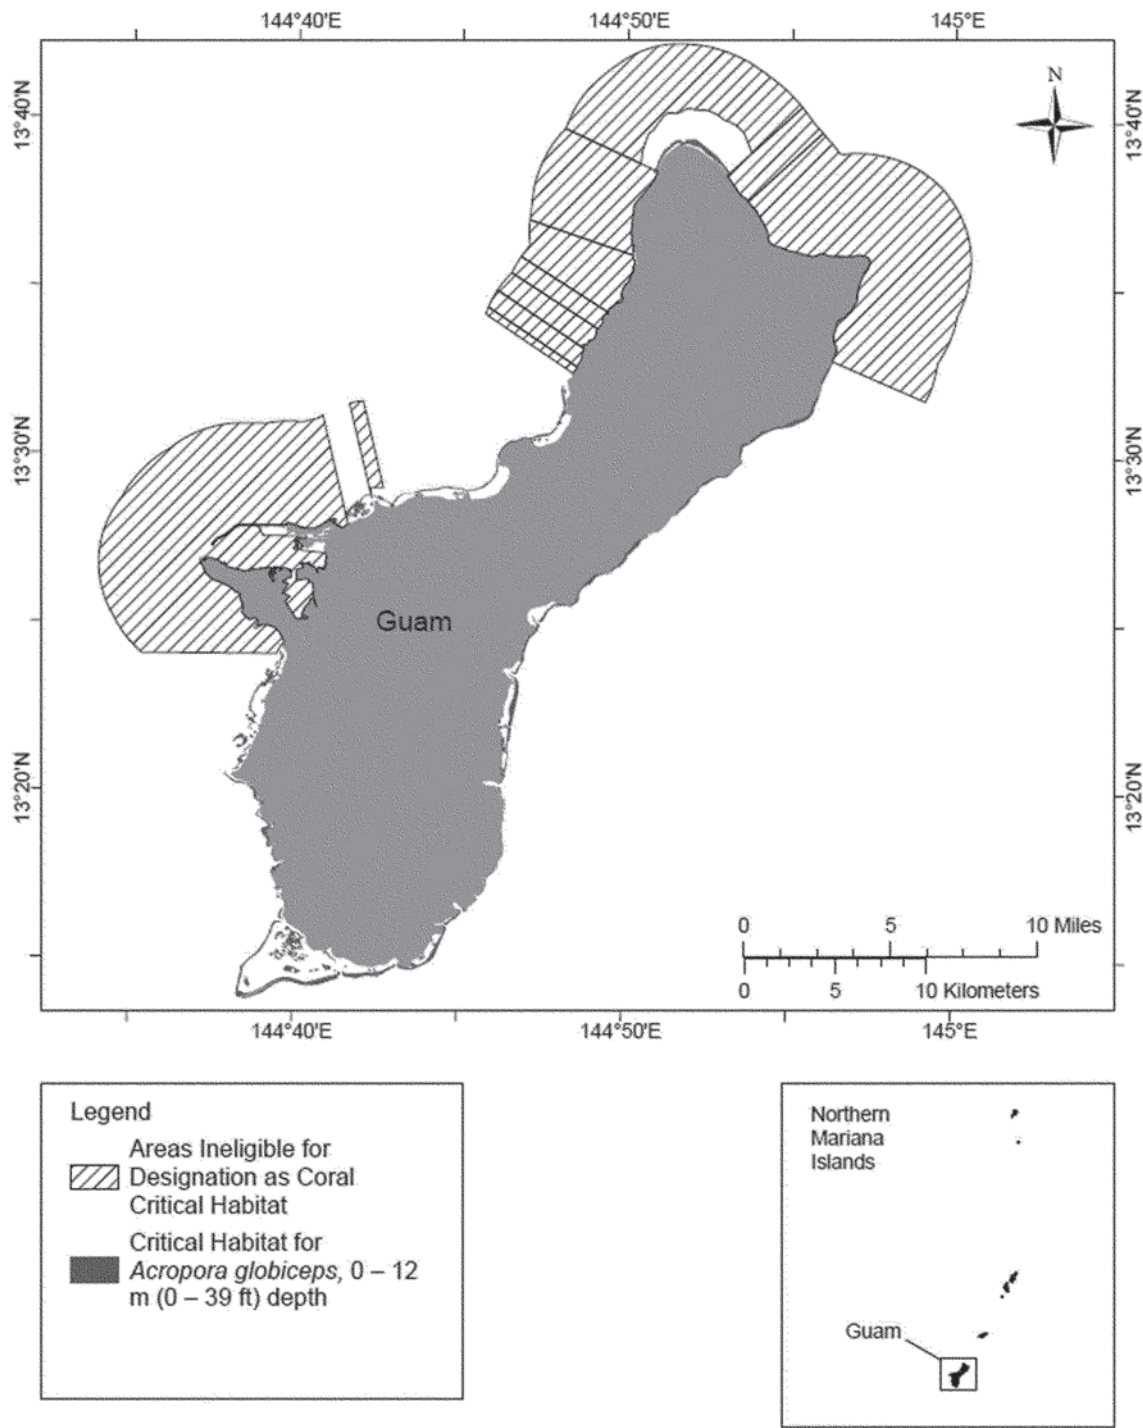 144°40'E
144°50'E
145°E
N
13°40'N
13°40'N
13°30'N
13°30'N
Guam
13°20'N
13°20'N
0
5
10 Miles
0
5
10 Kilometers
144°40'E
144°50'E
145°E
Legend
Areas Ineligible for
Designation as Coral
Critical Habitat
Critical Habitat for
Acropora globiceps, 0 – 12
m (0 – 39 ft) depth
Northern
Mariana
Islands
Guam